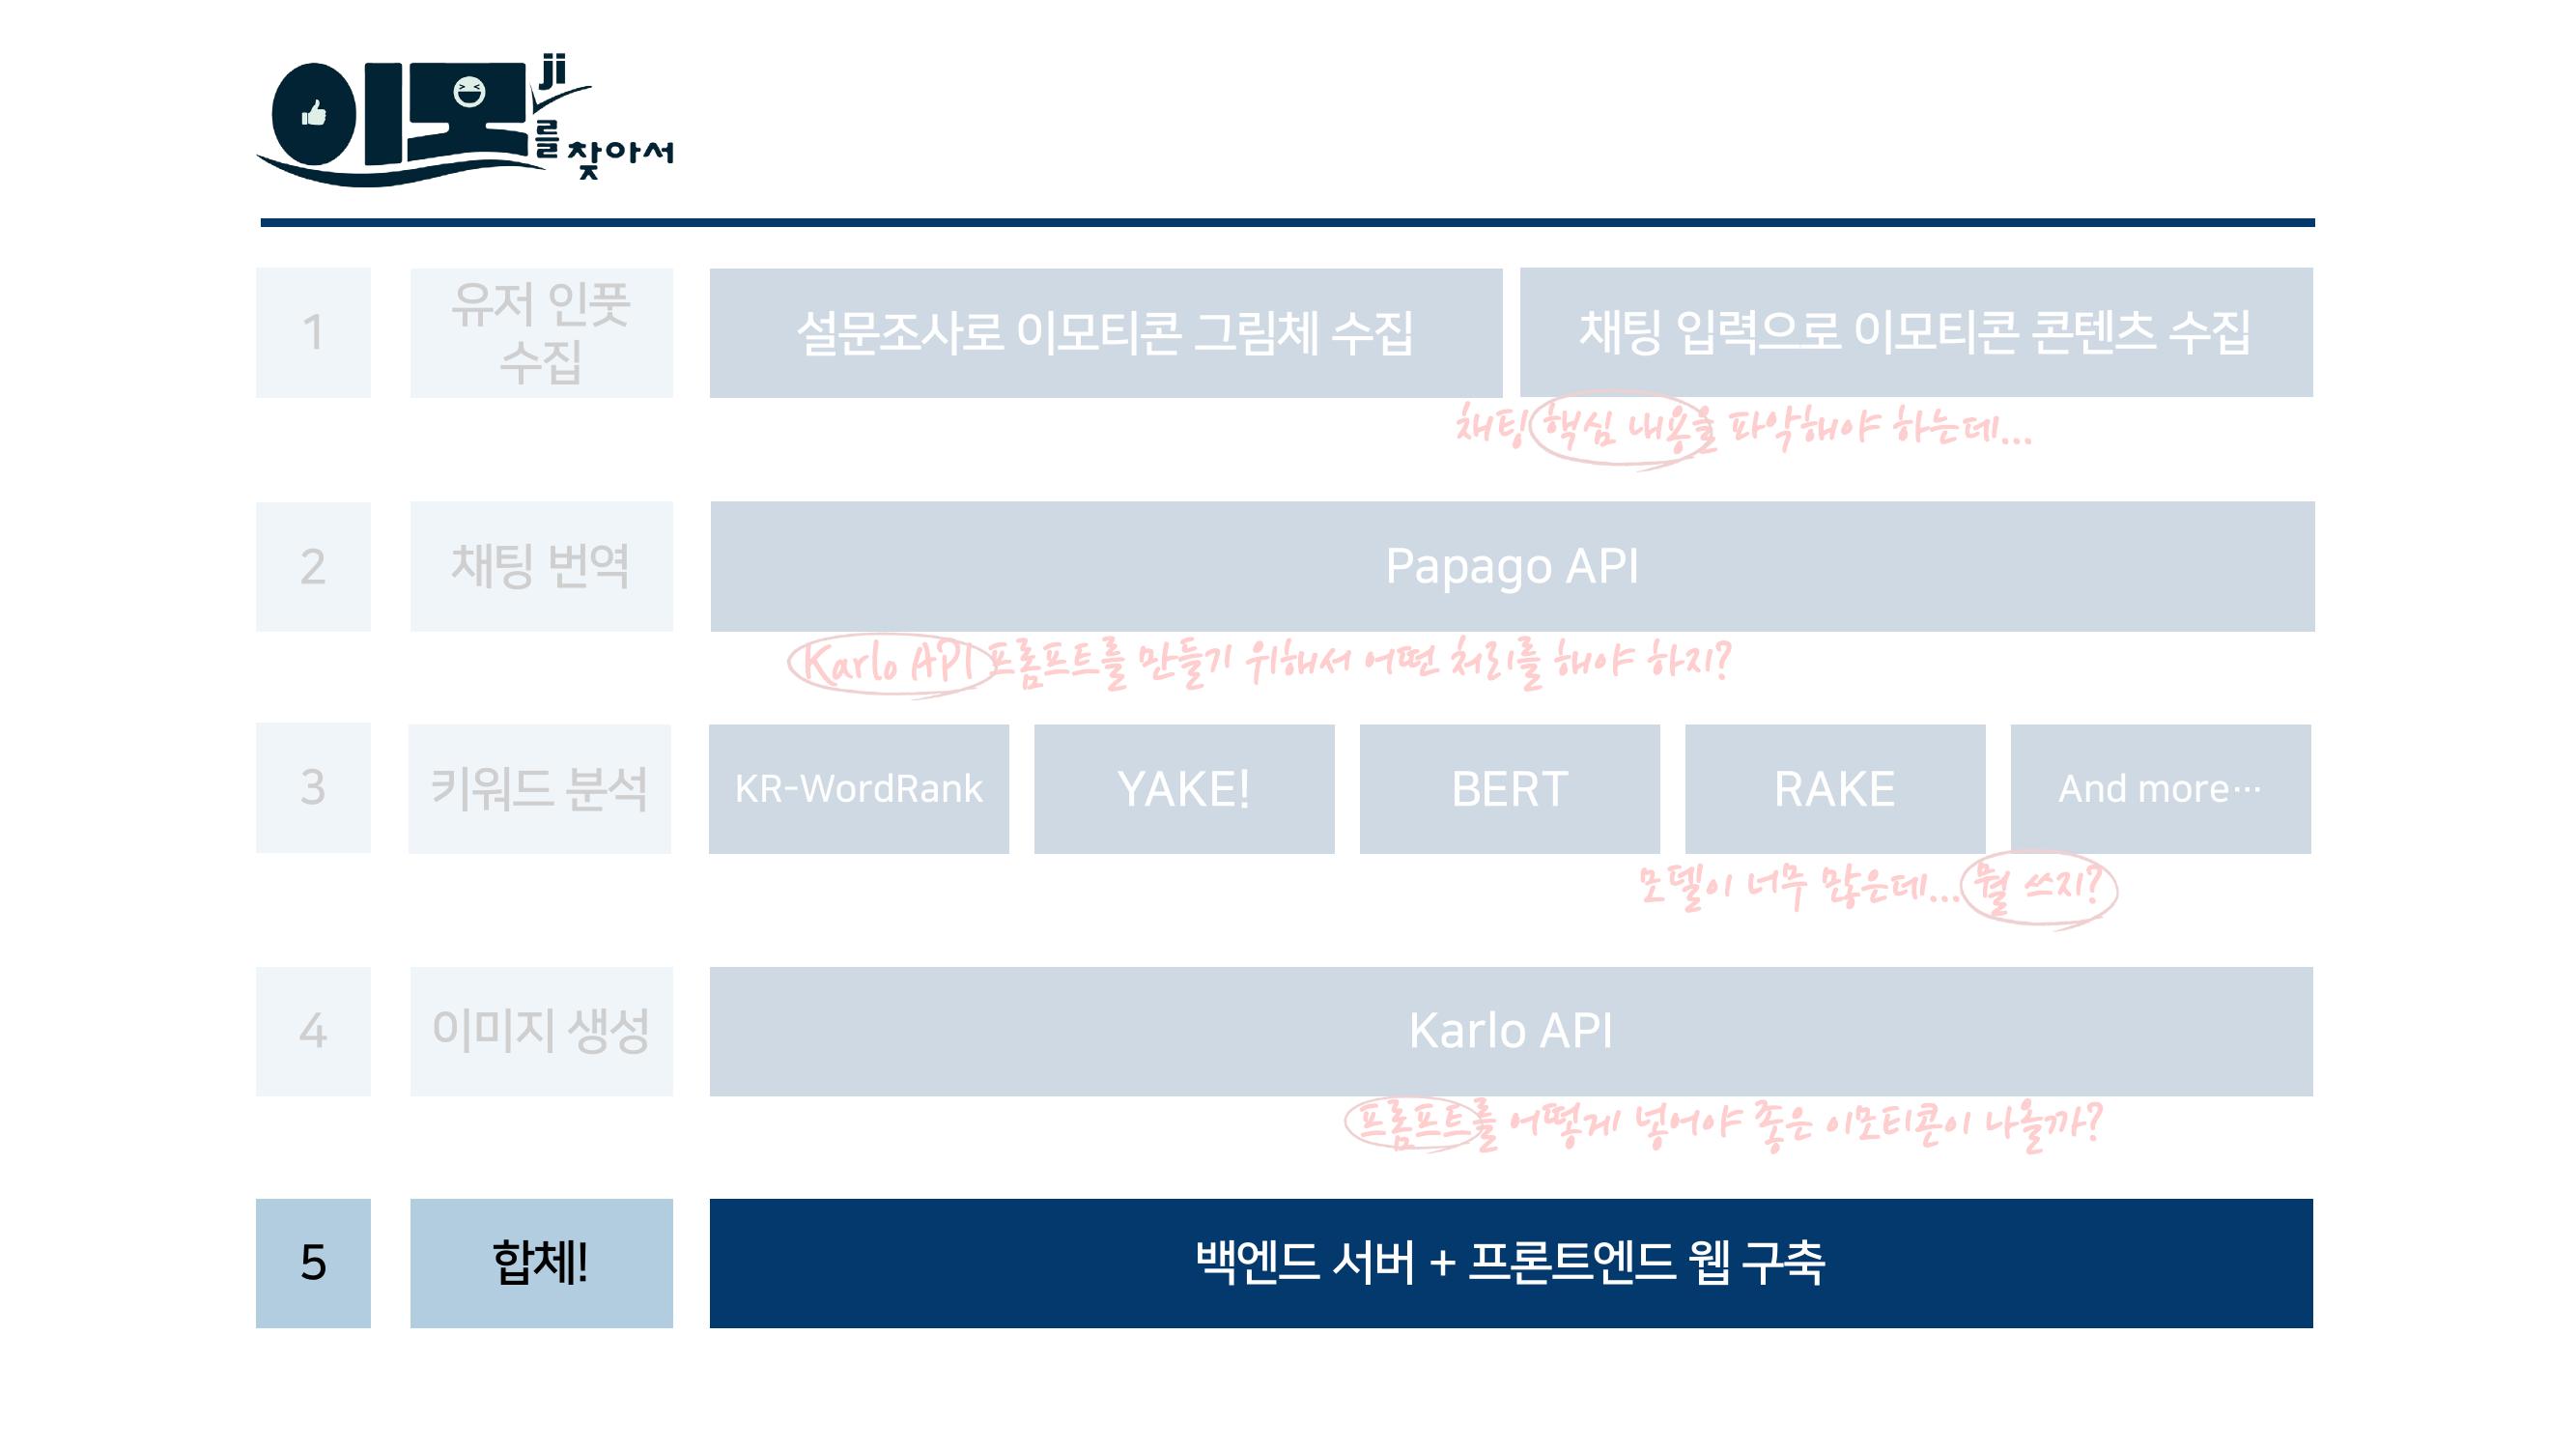 이모ji를 찾아서
1
유저 인풋
수집
설문조사로 이모티콘 그림체 수집
채팅 입력으로 이모티콘 콘텐츠 수집
채팅 핵심 내용을 파악해야 하는데...
2
채팅 번역
Papago API
Karlo API 프롬프트를 만들기 위해서 어떤 처리를 해야 하지?
3
키워드 분석
KR-WordRank
YAKE!
BERT
RAKE
And more…
모델이 너무 많은데... 뭘 쓰지?
4
이미지 생성
Karlo API
프롬프트를 어떻게 넣어야 좋은 이모티콘이 나올까?
5
합체!
백엔드 서버 + 프론트엔드 웹 구축